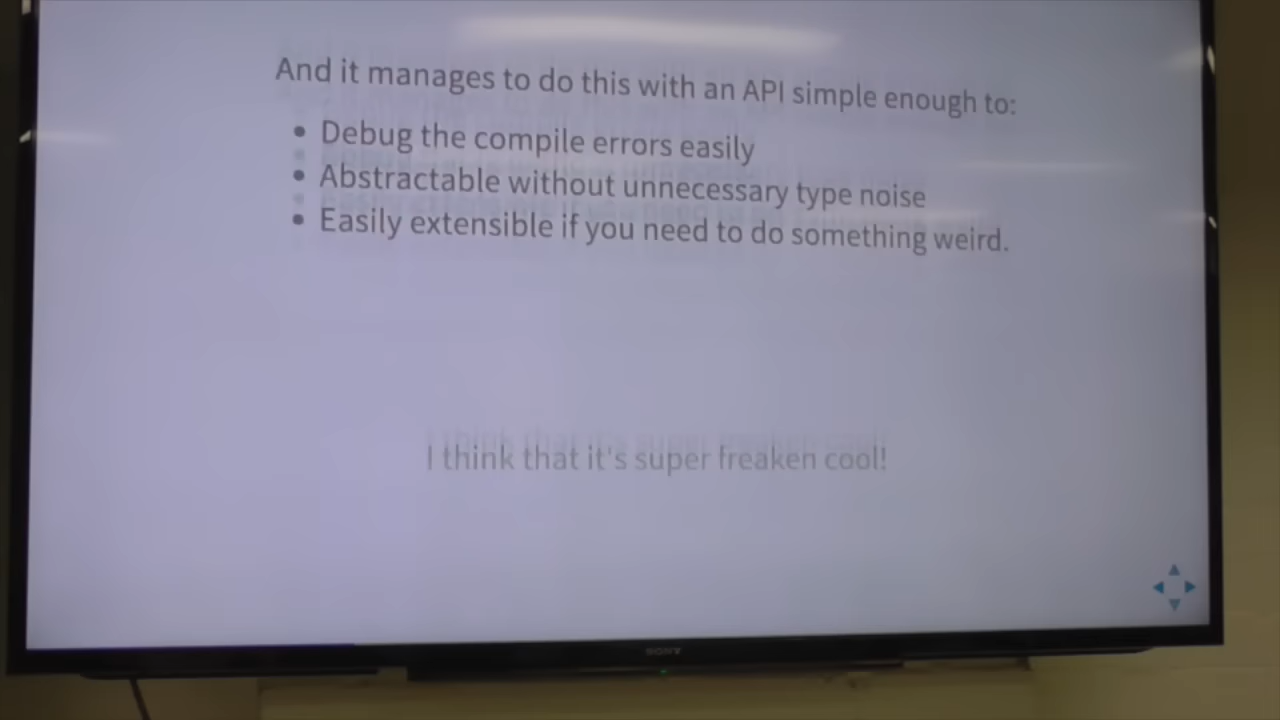 And it manages to do this with an API simple enough to:
• Debug the compile errors easily
• Abstractable without unnecessary type noise
• Easily extensible if you need to do something weird.
I think that it's super freaken cool!
SONY